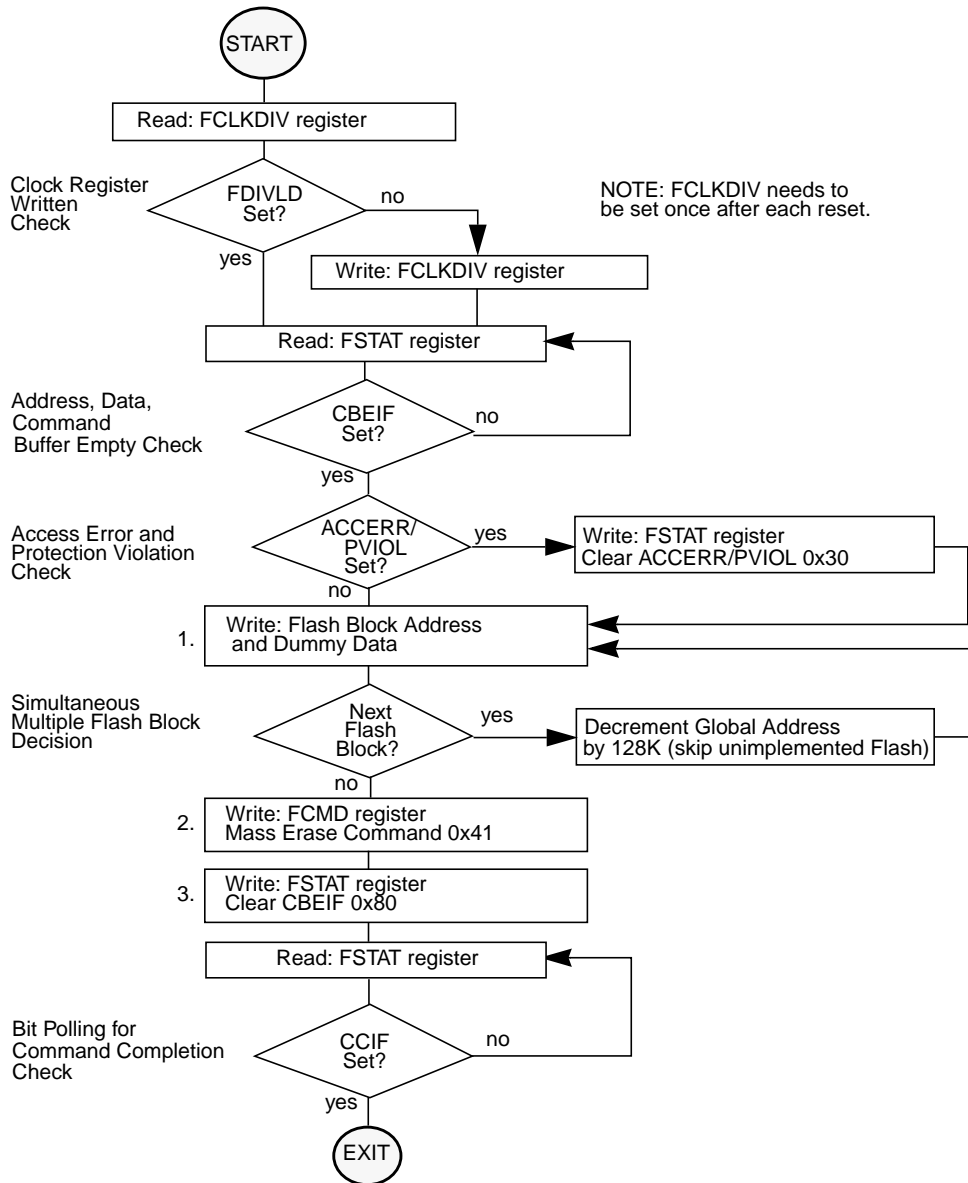 START
Read: FCLKDIV register
Clock Register
Written
Check
FDIVLD
Set?
no
yes
NOTE: FCLKDIV needs to
be set once after each reset.
Write: FCLKDIV register
Read: FSTAT register
Address, Data,
Command
Buffer Empty Check
CBEIF
Set?
no
yes
Access Error and
Protection Violation
Check
ACCERR/
PVIOL
Set?
yes
no
Write: FSTAT register
Clear ACCERR/PVIOL 0x30
1.
Write: Flash Block Address
and Dummy Data
Simultaneous
Multiple Flash Block
Decision
Next
Flash
Block?
yes
no
Decrement Global Address
by 128K (skip unimplemented Flash)
2.
Write: FCMD register
Mass Erase Command 0x41
3.
Write: FSTAT register
Clear CBEIF 0x80
Read: FSTAT register
Bit Polling for
Command Completion
Check
CCIF
Set?
no
yes
EXIT